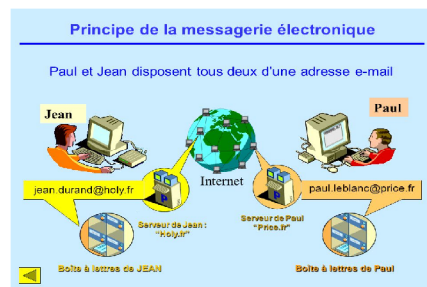 Principe de la messagerie électronique
Paul et Jean disposent tous deux d'une adresse e-mail
Jean
Paul
Internet
jean.durand@holy.fr
paul.leblanc@price.fr
Serveur de Jean :
"Holy.fr"
Serveur de Paul
"Price.fr"
Boîte à lettres de JEAN
Boîte à lettres de Paul